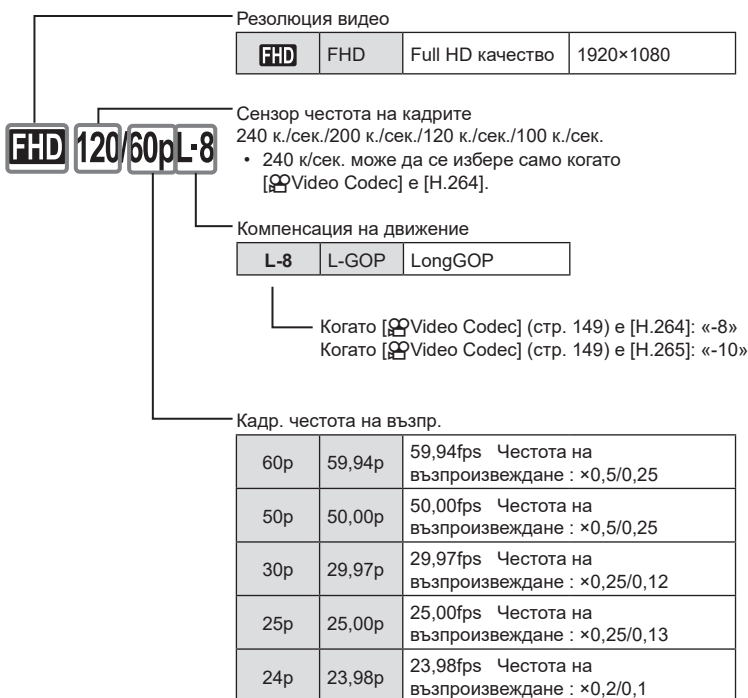 Резолюция видео
FHD FHD Full HD качество 1920×1080
Сензор честота на кадрите
240 к./сек./200 к./сек./120 к./сек./100 к./сек.
• 240 к/сек. може да се избере само когато
[Video Codec] е [H.264].
FHD 120/60pL-8
Компенсация на движение
L-8 L-GOP LongGOP
Когато [Video Codec] (стр. 149) е [H.264]: «-8»
Когато [Video Codec] (стр. 149) е [H.265]: «-10»
Кадр. честота на възпр.
60p 59,94p 59,94fps Честота на
възпроизвеждане : ×0,5/0,25
50p 50,00p 50,00fps Честота на
възпроизвеждане : ×0,5/0,25
30p 29,97p 29,97fps Честота на
възпроизвеждане : ×0,25/0,12
25p 25,00p 25,00fps Честота на
възпроизвеждане : ×0,25/0,13
24p 23,98p 23,98fps Честота на
възпроизвеждане : ×0,2/0,1